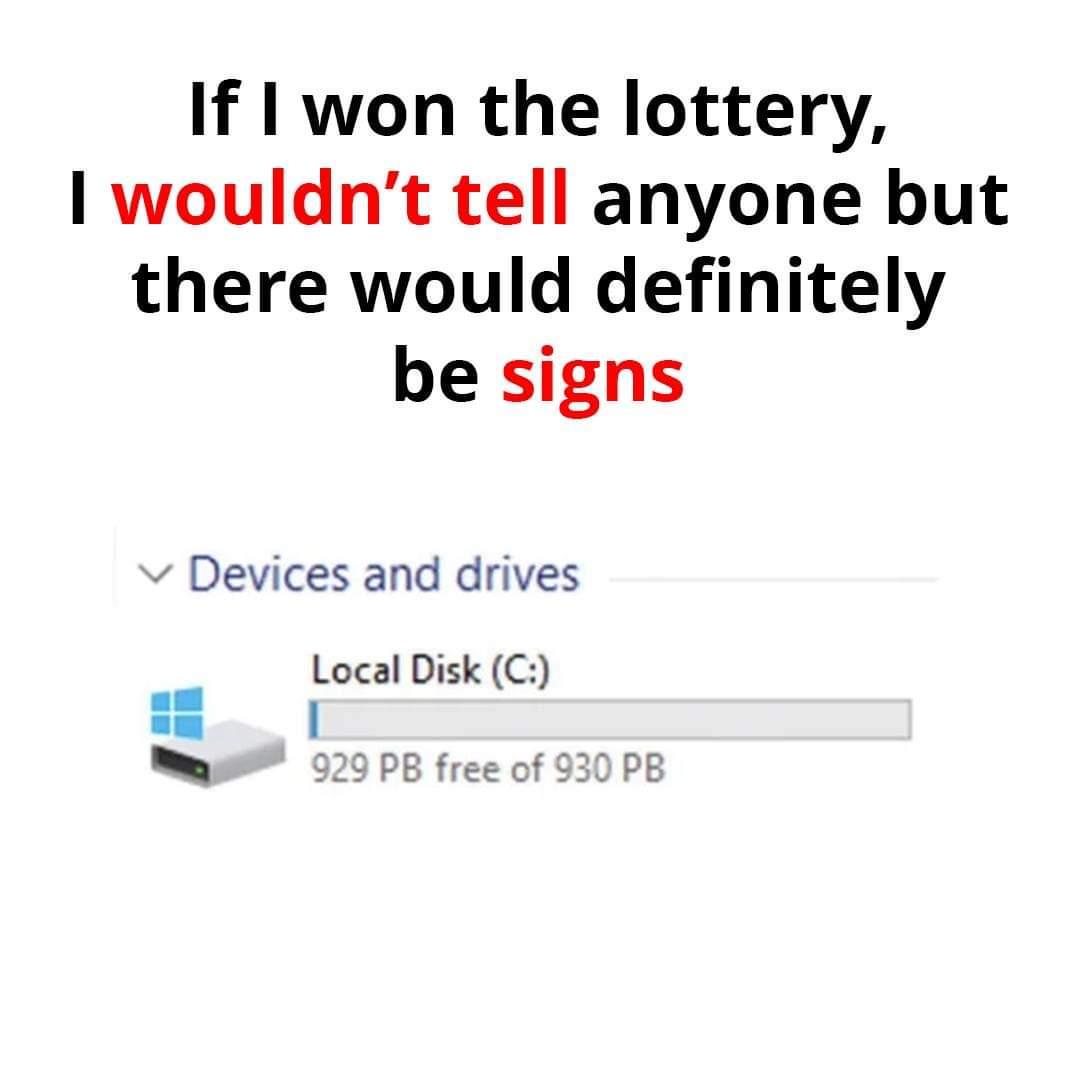 If I won the lottery,
I wouldn’t tell anyone but
there would definitely
be signs
Devices and drives
Local Disk (C:)
929 PB free of 930 PB